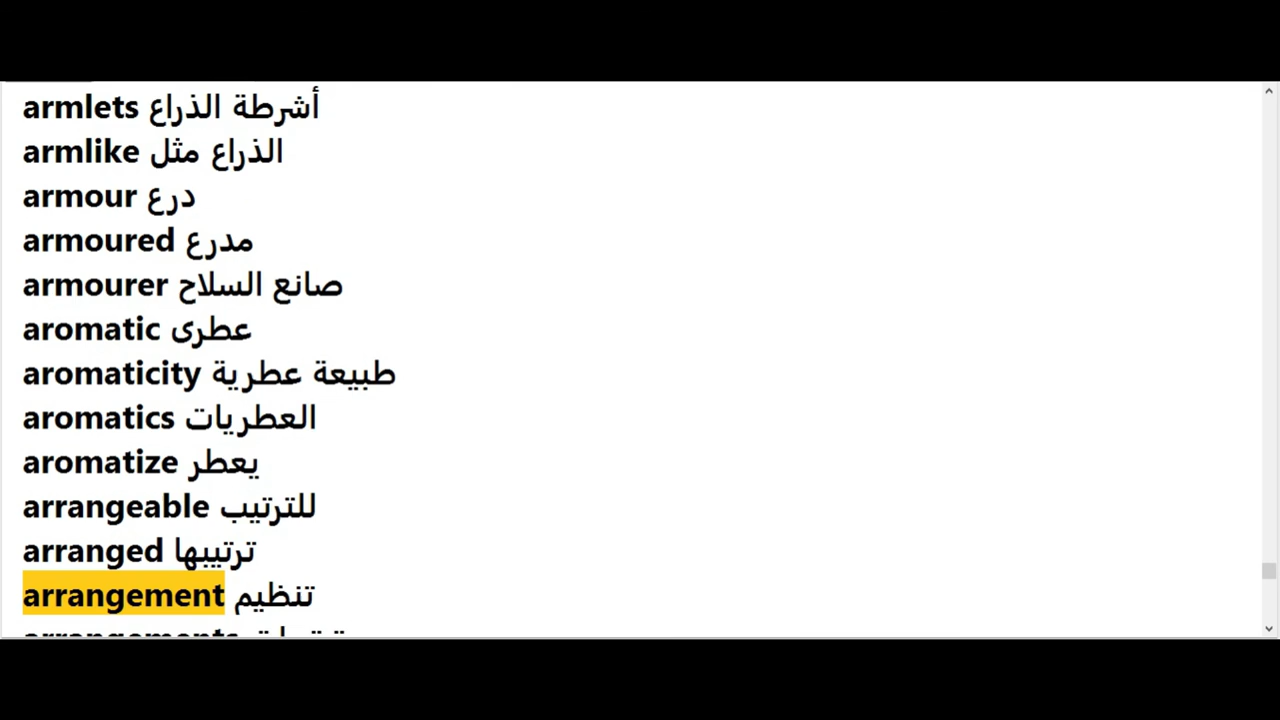 armlets أشرطة الذراع
armlike الذراع مثل
armour درع
armoured مدرع
armourer صانع السلاح
aromatic عطرى
aromaticity طبيعة عطرية
aromatics العطريات
aromatize يعطر
arrangeable للترتيب
arranged ترتيبها
arrangement تنظيم
arrangements